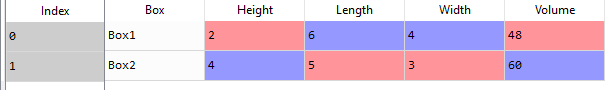 Index Box Height Length Width Volume
0 Box1 2 6 4 48
1 Box2 4 5 3 60